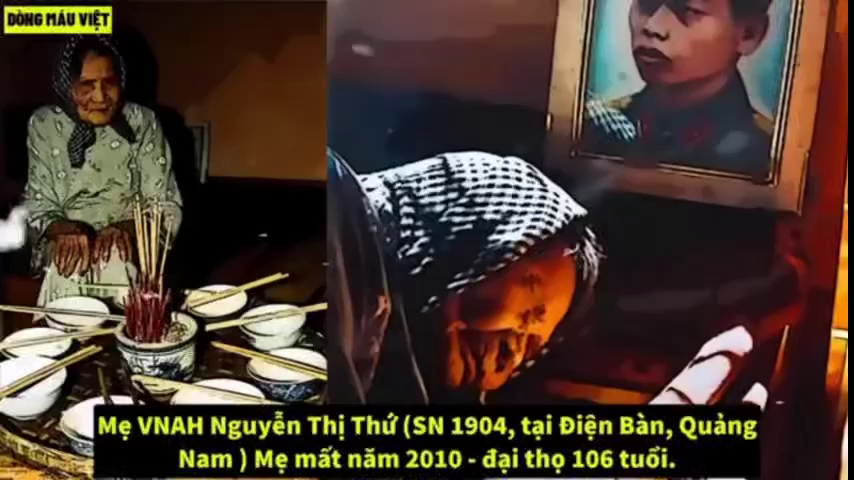 DÒNG MÁU VIỆT
Mẹ VNAH Nguyễn Thị Thứ (SN 1904, tại Điện Bàn, Quảng
Nam ) Mẹ mất năm 2010 - đại thọ 106 tuổi.